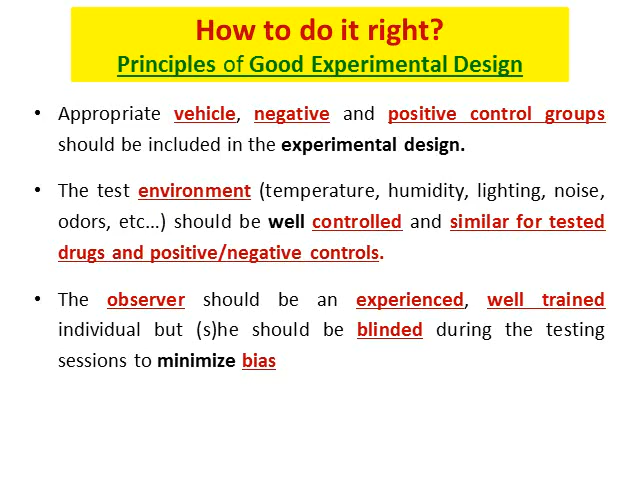 How to do it right?
Principles of Good Experimental Design
• Appropriate vehicle, negative and positive control groups
should be included in the experimental design.
• The test environment (temperature, humidity, lighting, noise,
odors, etc…) should be well controlled and similar for tested
drugs and positive/negative controls.
• The observer should be an experienced, well trained
individual but (s)he should be blinded during the testing
sessions to minimize bias